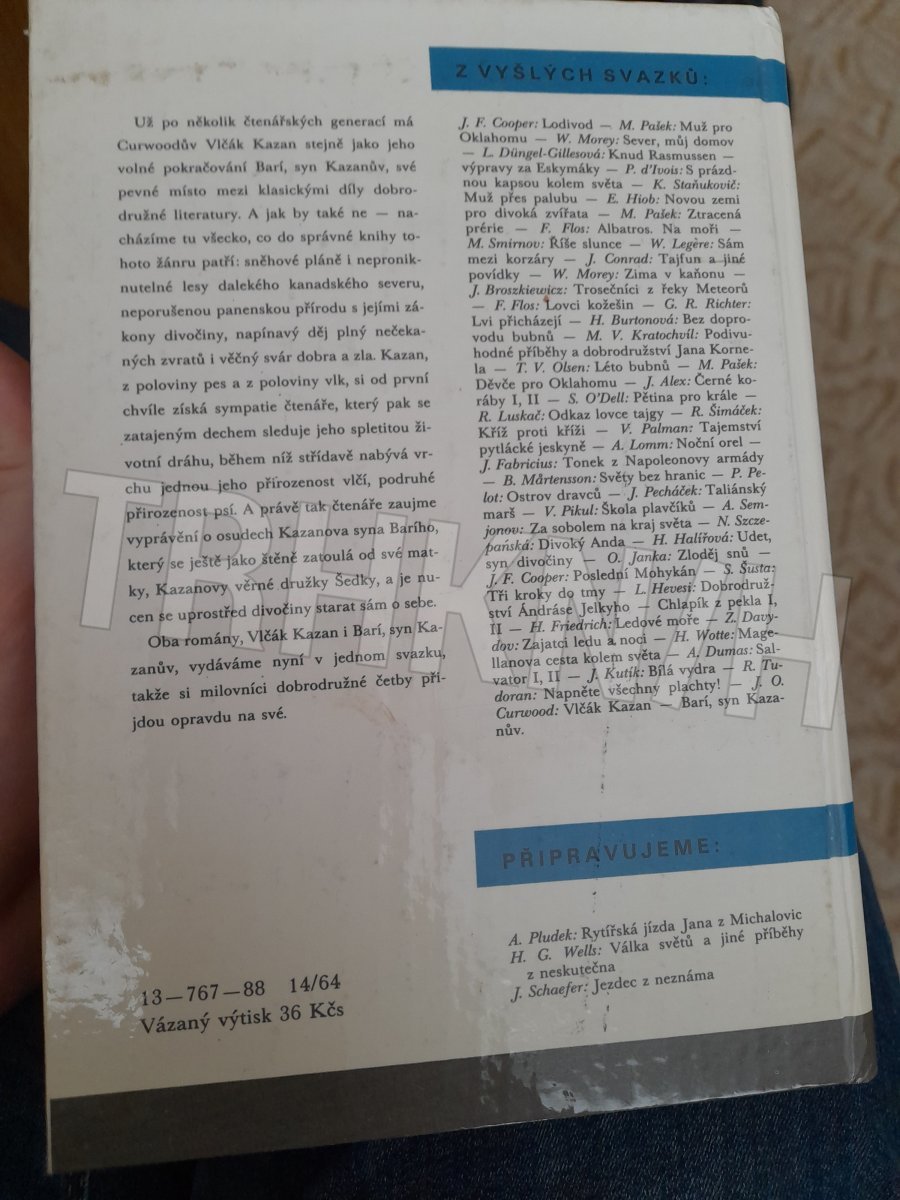 Už po několik čtenářských generací má
Curwoodův Vlčák Kazan stejně jako jeho
volné pokračování Barí, syn Kazanův, své
pevné místo mezi klasickými díly dobro-
družné literatury. A jak by také ne — na-
cházíme tu všecko, co do správné knihy to-
hoto žánru patří: sněhové pláně i neproni-
knutelné lesy dalekého kanadského severu,
neporušenou panenskou přírodu s jejími zá-
kony divočiny, napínavý děj plný nečeka-
ných zvratů i věčný svár dobra a zla. Kazan,
z poloviny pes a z poloviny vlk, si od první
chvíle získá sympatie čtenáře, který pak se
zatajeným dechem sleduje jeho spletitou ži-
votní dráhu, během níž střídavě nabývá vr-
chu jednou jeho přirozenost vlčí, podruhé
přirozenost psí. A právě tak čtenáře zaujme
vyprávění o osudech Kazanova syna Barího,
který se ještě jako štěně zatoulá od své mat-
ky, Kazanovy věrné družky Šedky, a je nu-
cen se uprostřed divočiny starat sám o sebe.
Oba romány, Vlčák Kazan i Barí, syn Ka-
zanův, vydáváme nyní v jednom svazku,
takže si milovníci dobrodružné četby při-
jdou opravdu na své.
13—767—88 14/64
Vázaný výtisk 36 Kčs
Z VYŠLÝCH SVAZKŮ:
J. F. Cooper: Lodivod — M. Pašek: Muž pro
Oklahomu — W. Morey: Sever, můj domov
— L. Düngel-Gillesová: Knud Rasmussen —
výpravy za Eskymáky — P. d'Ivois: S prázd-
nou kapsou kolem světa — K. Staňukovič:
Muž přes palubu — E. Hiob: Novou zemi
pro divoká zvířata — M. Pašek: Ztracená
prérie — F. Flos: Albatros. Na moři —
M. Smirnov: Říše slunce — W. Legère: Sám
mezi korzáry — J. Conrad: Tajfun a jiné
povídky — W. Morey: Zima v kaňonu —
J. Broszkiewicz: Trosečníci z řeky Meteorů
— F. Flos: Lovci kožešin — G. R. Richter:
Lvi přicházejí — H. Burtonová: Bez dopro-
vodu bubnů — M. V. Kratochvíl: Podivu-
hodné příběhy a dobrodružství Jana Korne-
la — T. V. Olsen: Léto bubnů — M. Pašek:
Děvče pro Oklahomu — J. Alex: Černé ko-
ráby I, II — S. O'Dell: Pětina pro krále —
R. Luskač: Odkaz lovce tajgy — R. Šimáček:
Kříž proti kříži — V. Palman: Tajemství
pytlácké jeskyně — A. Lomm: Noční orel —
J. Fabricius: Tonek z Napoleonovy armády
— B. Mårtensson: Světy bez hranic — P. Pe-
lot: Ostrov dravců — J. Pecháček: Taliánský
marš — V. Pikul: Škola plavčíků — A. Sem-
jonov: Za sobolem na kraj světa — N. Szcze-
pańská: Divoký Anda — H. Halířová: Udet,
syn divočiny — O. Janka: Zloděj snů —
J. F. Cooper: Poslední Mohykán — S. Šusta:
Tři kroky do tmy — L. Hevesi: Dobrodruž-
ství Ándráse Jelkyho — Chlapík z pekla I,
II — H. Friedrich: Ledové moře — Z. Davy-
dov: Zajatci ledu a noci — H. Wotte: Mage-
llanova cesta kolem světa — A. Dumas: Sal-
vator I, II — J. Kutík: Bílá vydra — R. Tu-
doran: Napněte všechny plachty! — J. O.
Curwood: Vlčák Kazan — Barí, syn Kaza-
nův.
PŘIPRAVUJEME:
A. Pludek: Rytířská jízda Jana z Michalovic
H. G. Wells: Válka světů a jiné příběhy
z neskutečna
J. Schaefer: Jezdec z neznáma